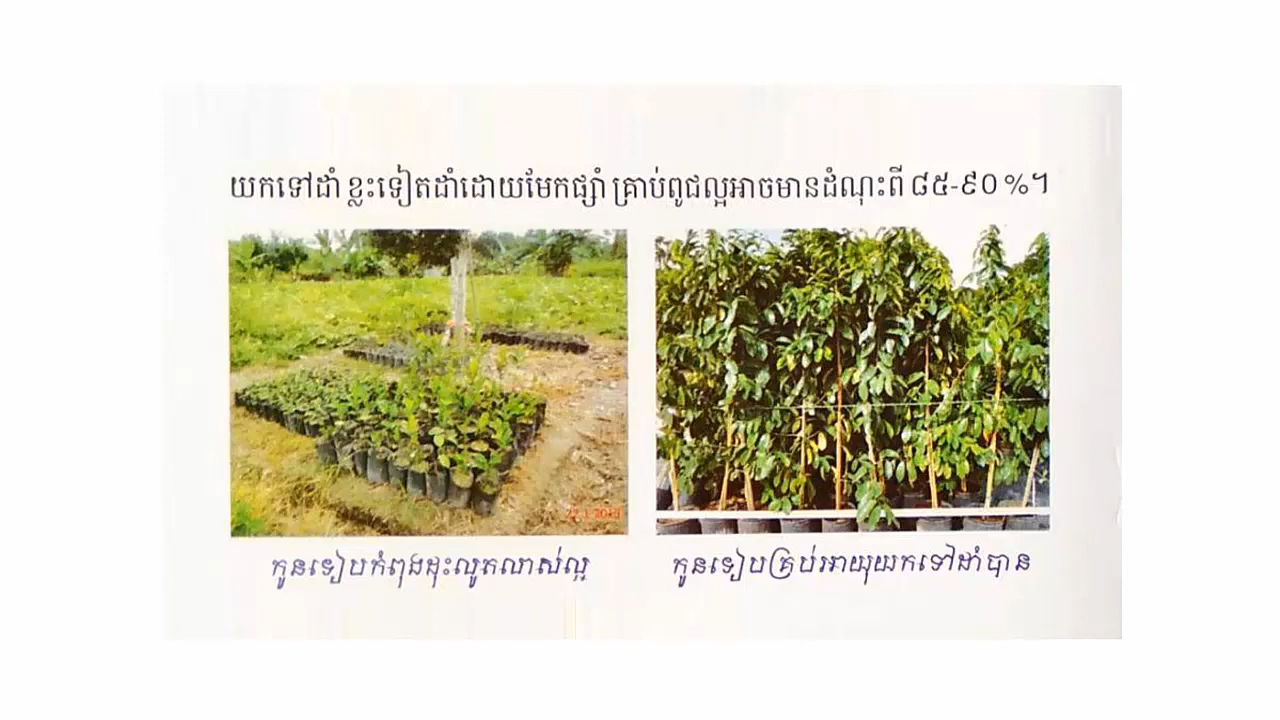 យកទៅដាំ ខ្លះទៀតដាំដោយមែកផ្សាំ គ្រាប់ពូជល្អអាចមានដំណុះពី ៨៥-៩០ %។
កូនទៀបកំពុងដុះលូតលាស់ល្អ
កូនទៀបគ្រប់អាយុយកទៅដាំបាន